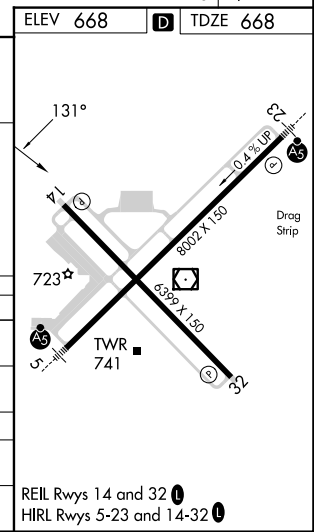 ELEV 668 D TDZE 668
131°
23
0.4% UP
A5
P
14
P
8002 X 150
Drag
Strip
723
6399 X 150
A5
TWR
741
5
P
32
REIL Rwys 14 and 32 L
HIRL Rwys 5-23 and 14-32 L